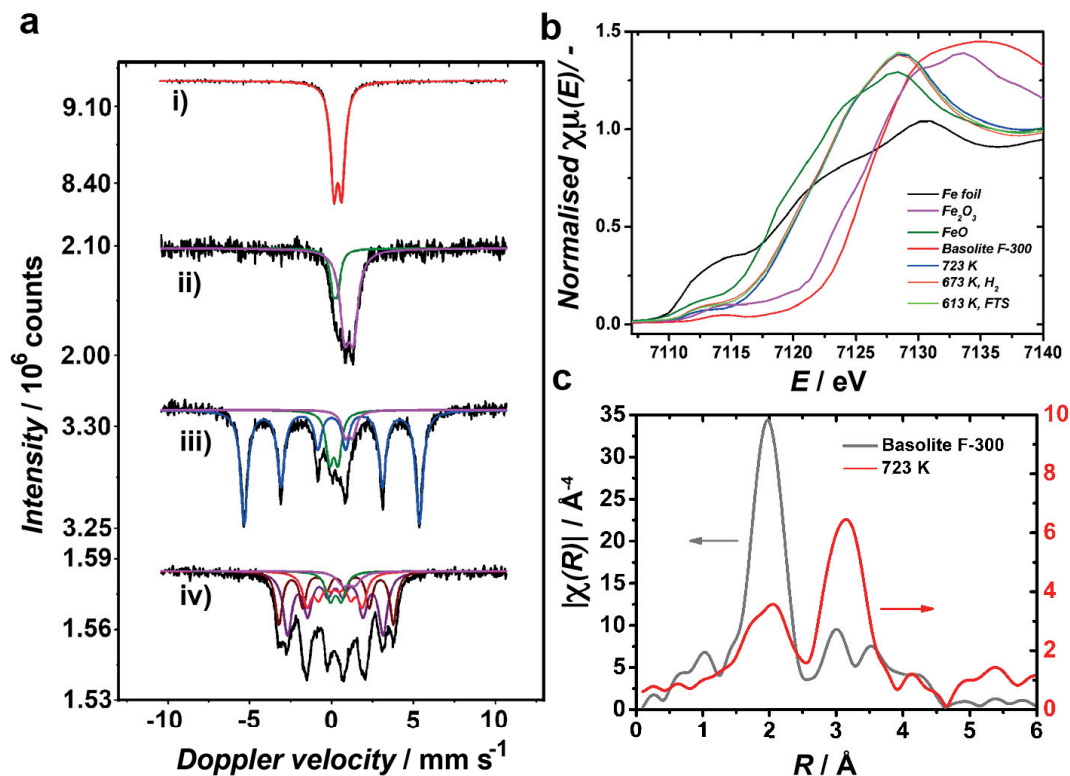 a
i)
ii)
iii)
iv)
9.10
8.40
2.10
2.00
3.30
3.25
1.59
1.56
1.53
Intensity / 10⁶ counts
-10 -5 0 5 10
Doppler velocity / mm s⁻¹
b
1.5
1.0
0.5
0.0
Normalised χμ(E)/ -
Fe foil
Fe₂O₃
FeO
Basolite F-300
723 K
673 K, H₂
613 K, FTS
7110 7115 7120 7125 7130 7135 7140
E / eV
c
35
30
25
20
15
10
5
0
|χ(R)| / Å⁻⁴
Basolite F-300
723 K
10
8
6
4
2
0
0 1 2 3 4 5 6
R / Å